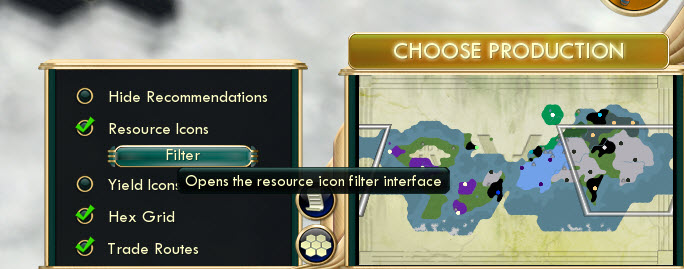 CHOOSE PRODUCTION
Hide Recommendations
Resource Icons
Filter
Opens the resource icon filter interface
Yield Icons
Hex Grid
Trade Routes